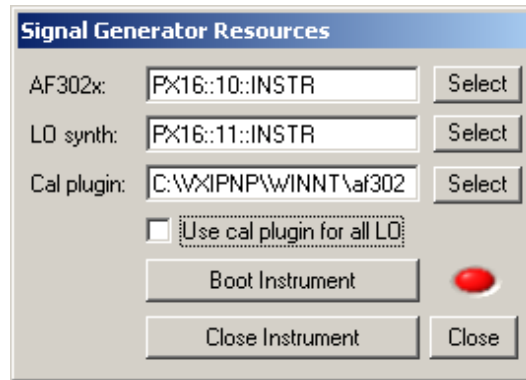 Signal Generator Resources
AF302x: PX16::10::INSTR Select
LO synth: PX16::11::INSTR Select
Cal plugin: C:\VXIPNP\WINNT\af302 Select
Use cal plugin for all LO
Boot Instrument
Close Instrument Close